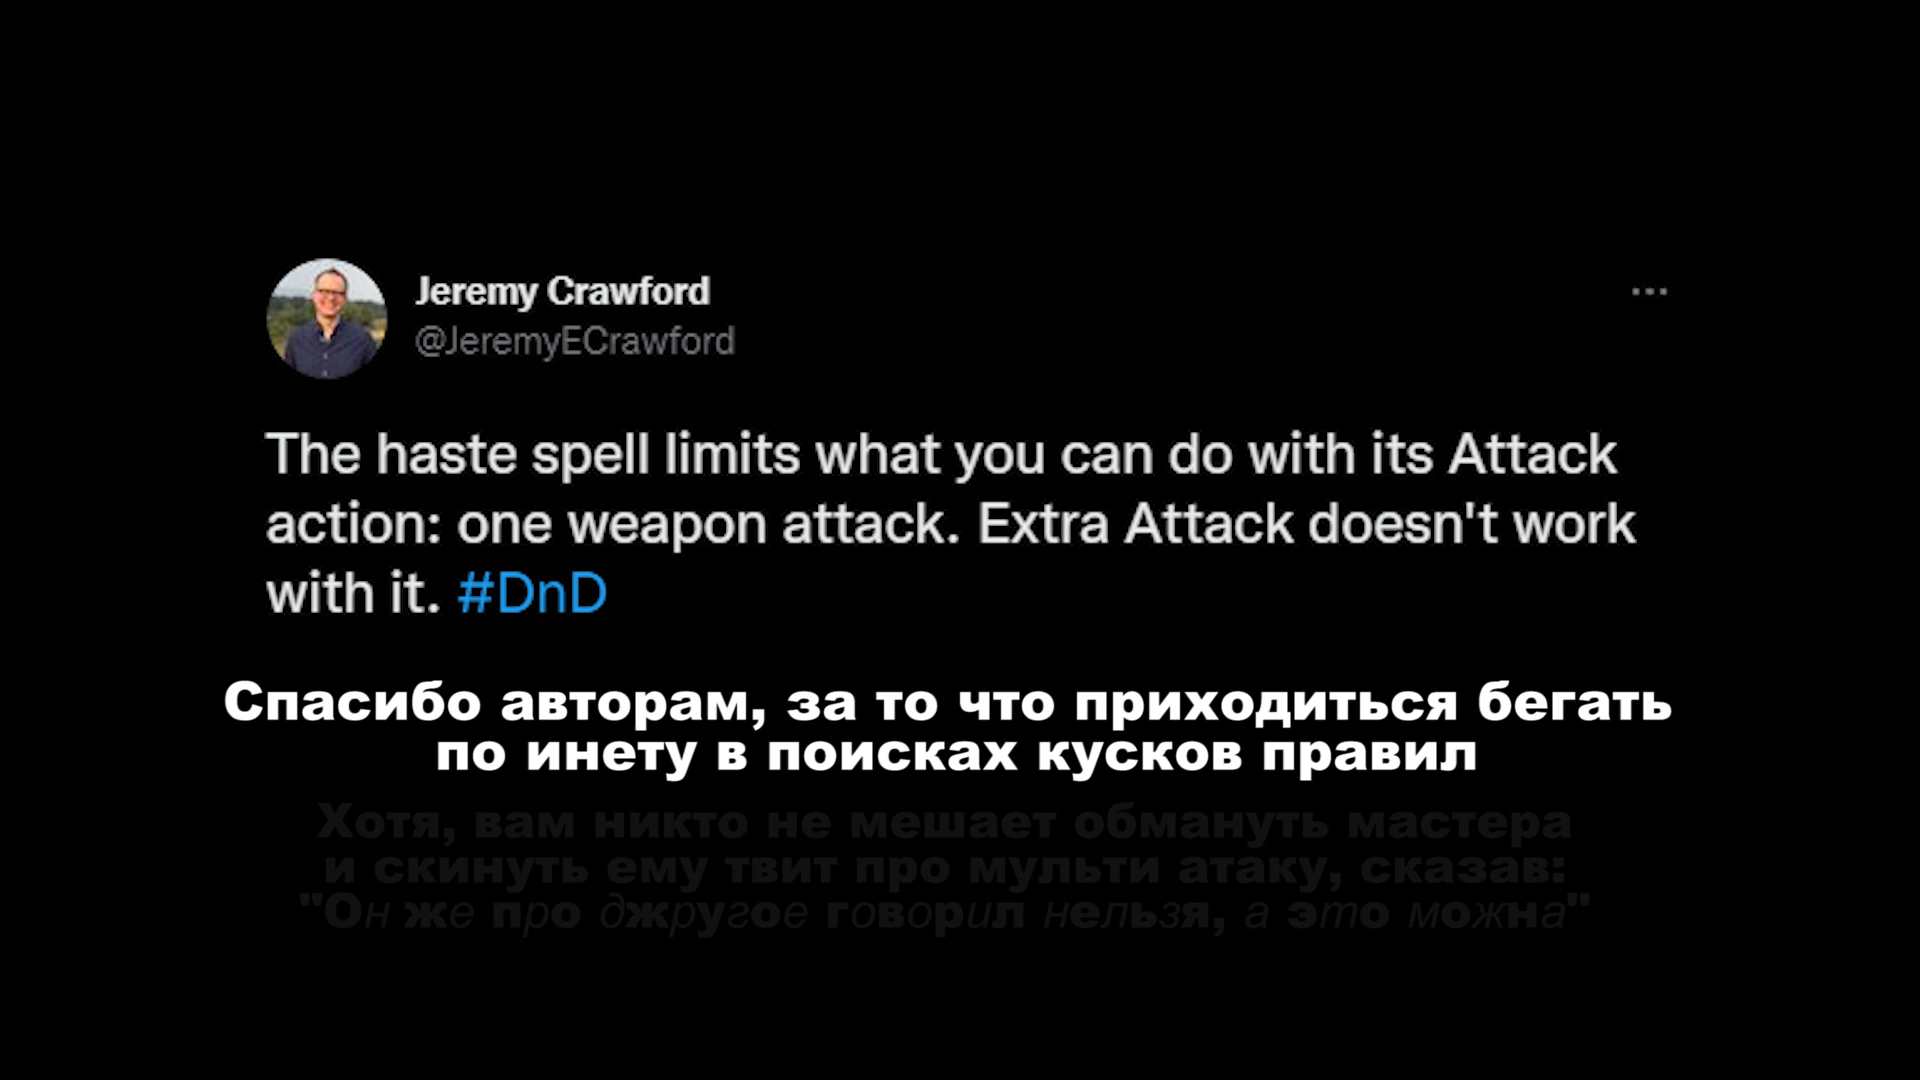 Jeremy Crawford
@JeremyECrawford
The haste spell limits what you can do with its Attack
action: one weapon attack. Extra Attack doesn't work
with it. #DnD
Спасибо авторам, за то что приходиться бегать
по инету в поисках кусков правил
Хотя, вам никто не мешает обмануть мастера
и скинуть ему твит про мульти атаку, сказав:
"Он же про джругое говорил нельзя, а это можна"